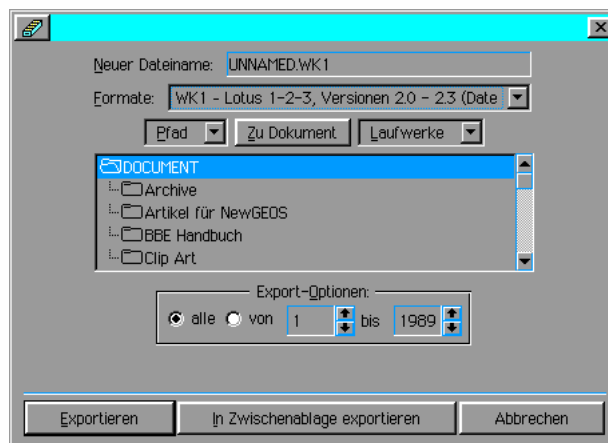 Neuer Dateiname: UNNAMED.WK1
Formate: WK1 - Lotus 1-2-3, Versionen 2.0 - 2.3 (Date
Pfad Zu Dokument Laufwerke
DOCUMENT
Archive
Artikel für NewGEOS
BBE Handbuch
Clip Art
Export-Optionen:
alle von 1 bis 1989
Exportieren In Zwischenablage exportieren Abbrechen